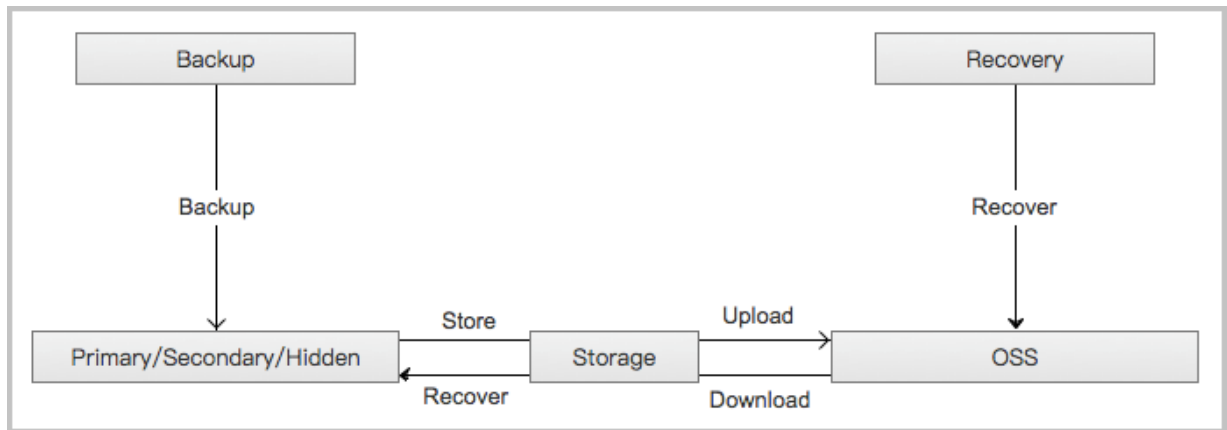 Backup
Recovery
Backup
Recover
Store
Upload
Primary/Secondary/Hidden
Storage
OSS
Recover
Download